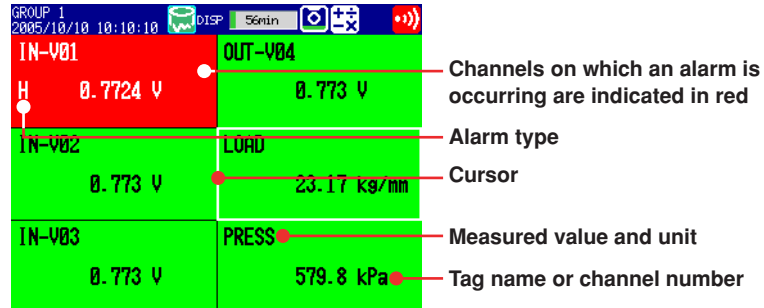 GROUP 1
2005/10/10 10:10:10 DISP 56min
IN-V01
H 0.7724 V
OUT-V04
0.773 V
IN-V02
0.773 V
LOAD
23.17 kg/mm
IN-V03
0.773 V
PRESS
579.8 kPa
Channels on which an alarm is
occurring are indicated in red
Alarm type
Cursor
Measured value and unit
Tag name or channel number